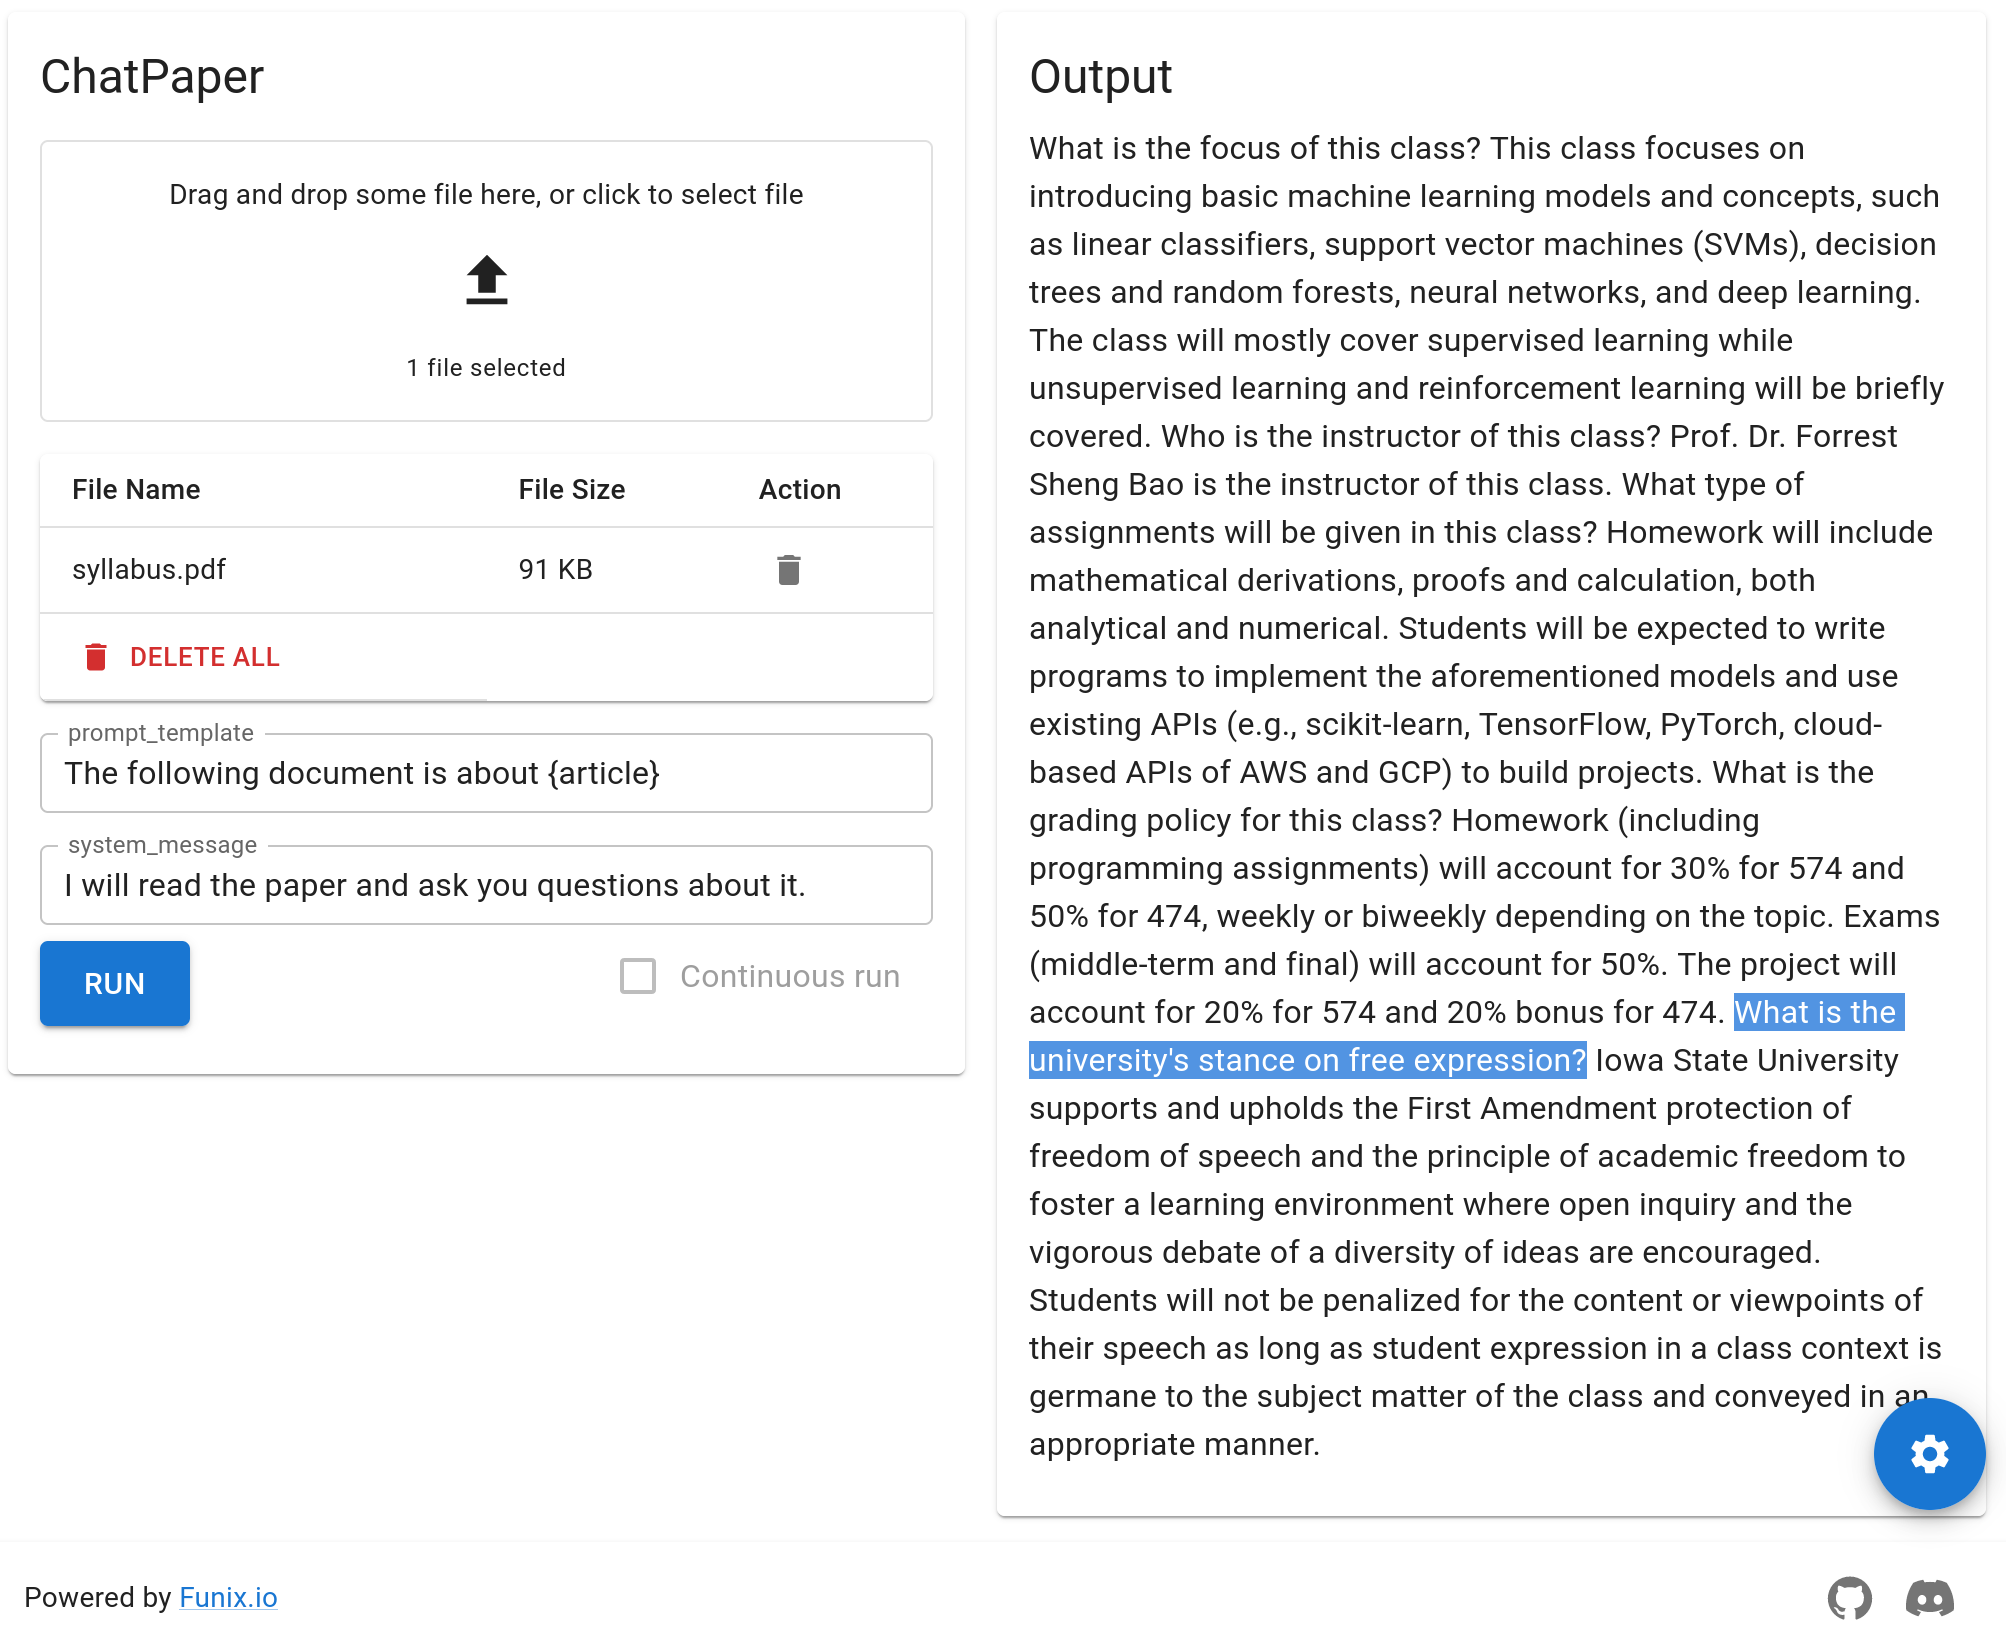 ChatPaper
Drag and drop some file here, or click to select file
1 file selected
File Name File Size Action
syllabus.pdf 91 KB
DELETE ALL
prompt_template
The following document is about {article}
system_message
I will read the paper and ask you questions about it.
RUN Continuous run
Output
What is the focus of this class? This class focuses on
introducing basic machine learning models and concepts, such
as linear classifiers, support vector machines (SVMs), decision
trees and random forests, neural networks, and deep learning.
The class will mostly cover supervised learning while
unsupervised learning and reinforcement learning will be briefly
covered. Who is the instructor of this class? Prof. Dr. Forrest
Sheng Bao is the instructor of this class. What type of
assignments will be given in this class? Homework will include
mathematical derivations, proofs and calculation, both
analytical and numerical. Students will be expected to write
programs to implement the aforementioned models and use
existing APIs (e.g., scikit-learn, TensorFlow, PyTorch, cloud-
based APIs of AWS and GCP) to build projects. What is the
grading policy for this class? Homework (including
programming assignments) will account for 30% for 574 and
50% for 474, weekly or biweekly depending on the topic. Exams
(middle-term and final) will account for 50%. The project will
account for 20% for 574 and 20% bonus for 474. What is the
university's stance on free expression? Iowa State University
supports and upholds the First Amendment protection of
freedom of speech and the principle of academic freedom to
foster a learning environment where open inquiry and the
vigorous debate of a diversity of ideas are encouraged.
Students will not be penalized for the content or viewpoints of
their speech as long as student expression in a class context is
germane to the subject matter of the class and conveyed in an
appropriate manner.
Powered by Funix.io